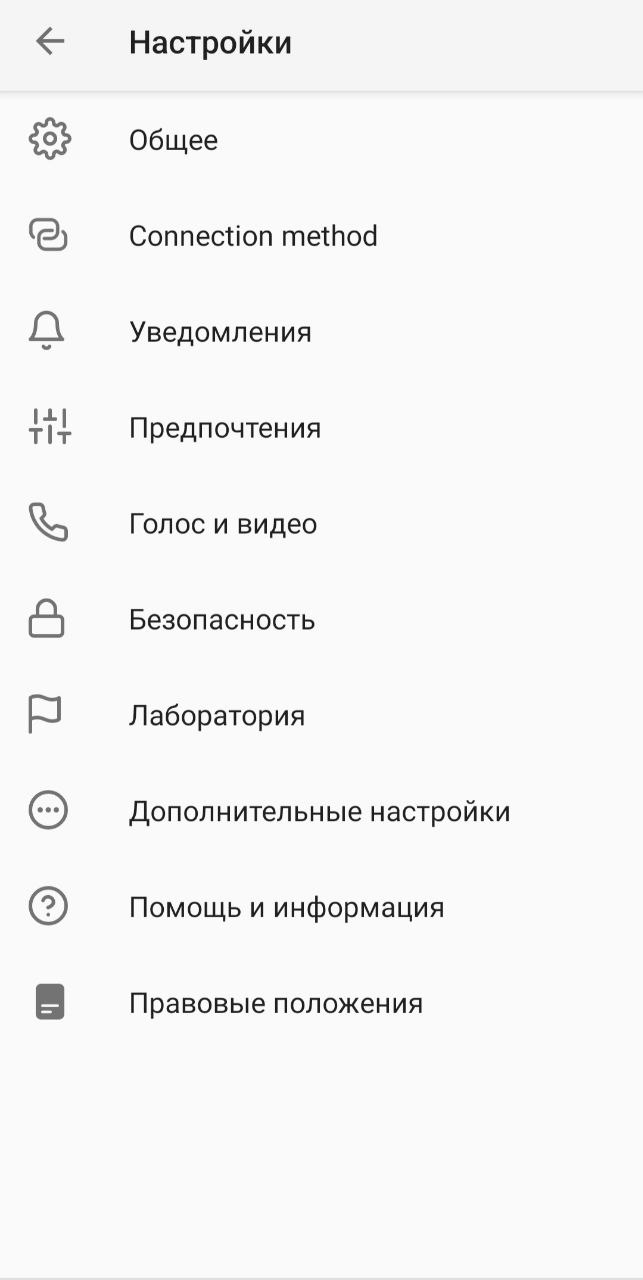 Настройки
Общее
Connection method
Уведомления
Предпочтения
Голос и видео
Безопасность
Лаборатория
Дополнительные настройки
Помощь и информация
Правовые положения